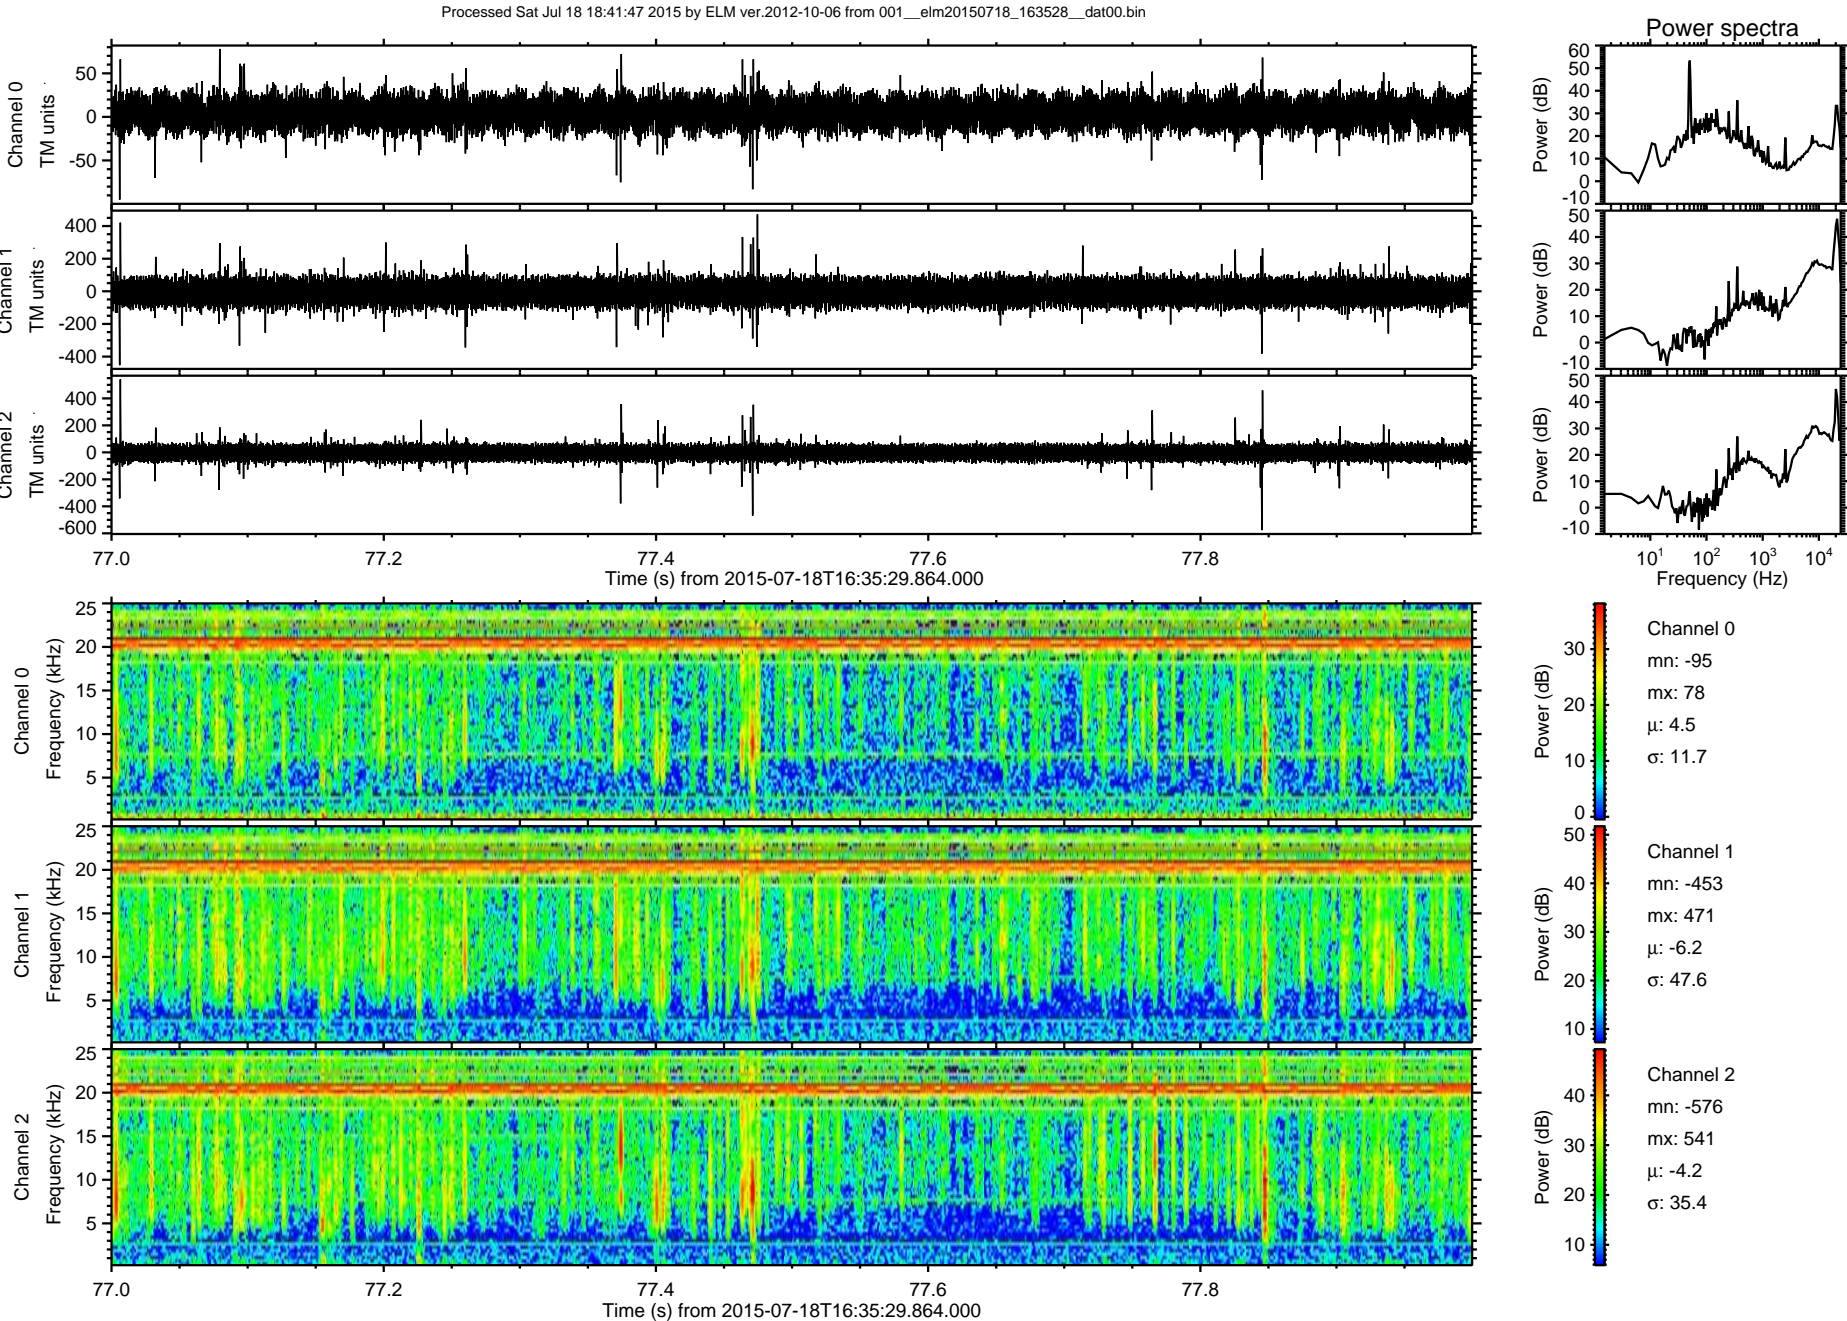 Processed Sat Jul 18 18:41:47 2015 by ELM ver.2012-10-06 from 001__elm20150718_163528__dat00.bin
Power spectra
Channel 0
TM units
50
0
-50
Power (dB)
60
50
40
30
20
10
0
-10
Channel 1
TM units
400
200
0
-200
-400
Power (dB)
50
40
30
20
10
0
-10
Channel 2
TM units
400
200
0
-200
-400
-600
Power (dB)
50
40
30
20
10
0
-10
77.0 77.2 77.4 77.6 77.8
Time (s) from 2015-07-18T16:35:29.864.000
10¹ 10² 10³ 10⁴
Frequency (Hz)
Channel 0
Frequency (kHz)
25
20
15
10
5
Power (dB)
30
20
10
0
Channel 0
mn: -95
mx: 78
μ: 4.5
σ: 11.7
Channel 1
Frequency (kHz)
25
20
15
10
5
Power (dB)
50
40
30
20
10
Channel 1
mn: -453
mx: 471
μ: -6.2
σ: 47.6
Channel 2
Frequency (kHz)
25
20
15
10
5
Power (dB)
40
30
20
10
Channel 2
mn: -576
mx: 541
μ: -4.2
σ: 35.4
77.0 77.2 77.4 77.6 77.8
Time (s) from 2015-07-18T16:35:29.864.000